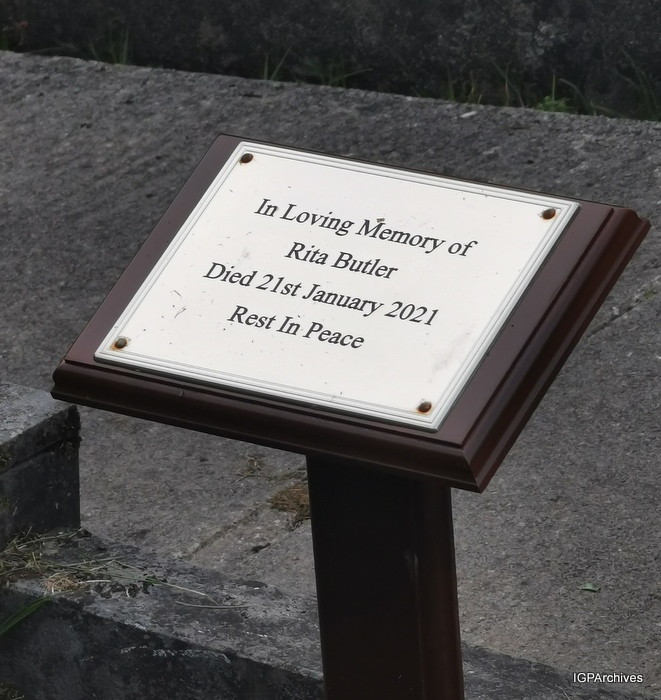 In Loving Memory of
Rita Butler
Died 21st January 2021
Rest In Peace
IGPArchives